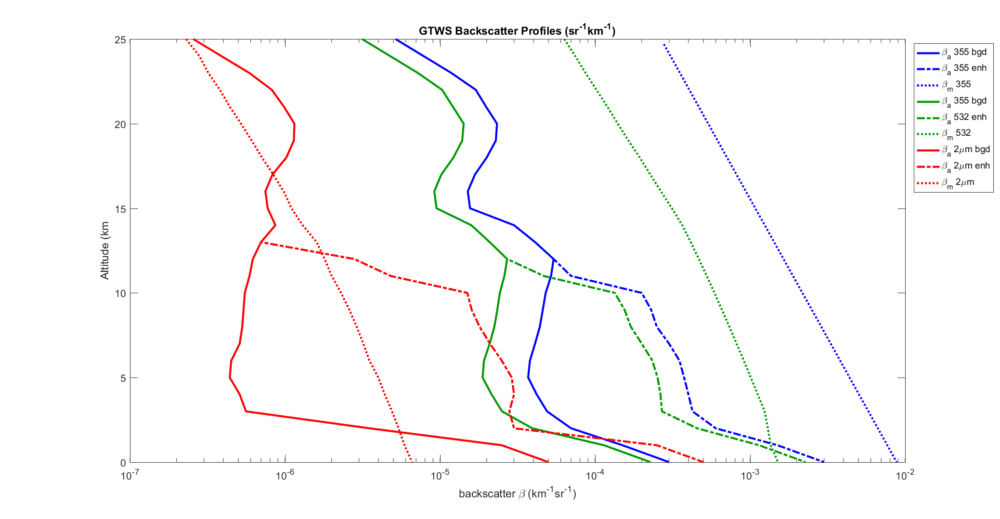 GTWS Backscatter Profiles (sr⁻¹km⁻¹)
25
20
15
10
5
0
Altitude (km
10⁻⁷ 10⁻⁶ 10⁻⁵ 10⁻⁴ 10⁻³ 10⁻²
backscatter β (km⁻¹sr⁻¹)
βₐ 355 bgd
βₐ 355 enh
βₘ 355
βₐ 355 bgd
βₐ 532 enh
βₘ 532
βₐ 2μm bgd
βₐ 2μm enh
βₘ 2μm